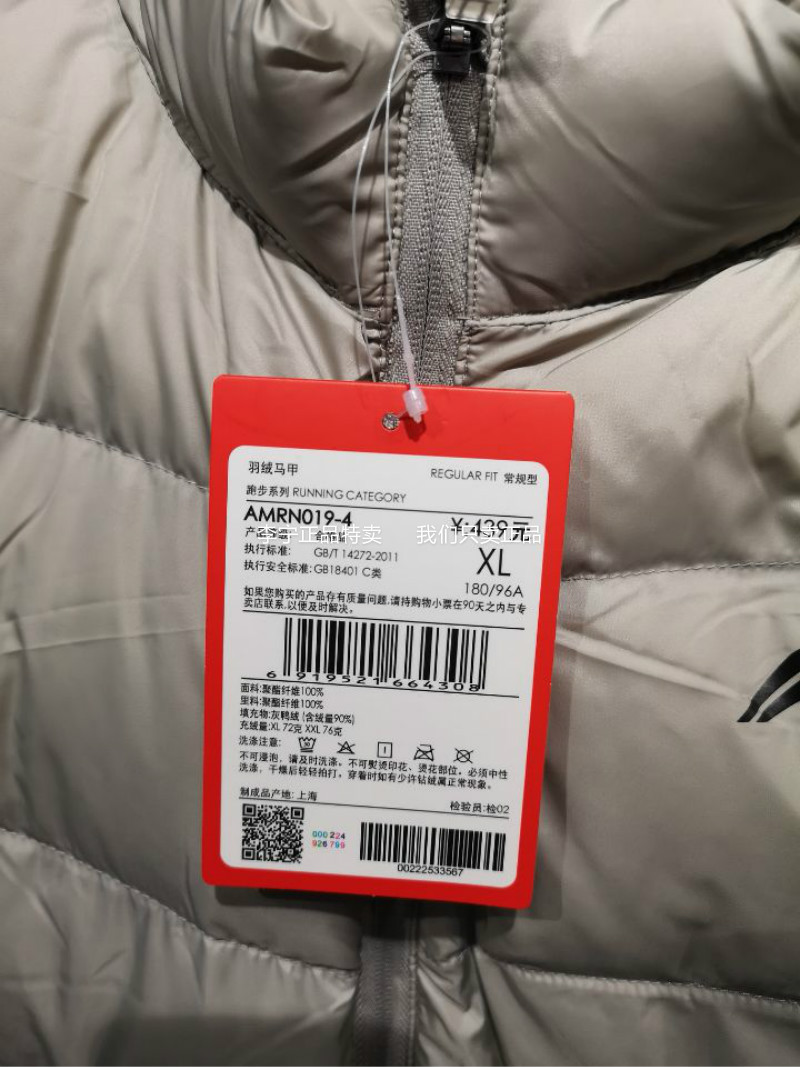 羽绒马甲
REGULAR FIT 常规型
跑步系列 RUNNING CATEGORY
AMRN019-4
¥:439元
李宁正品特卖 我们只卖正品
执行标准: GB/T 14272-2011
XL
执行安全标准:GB18401 C类
180/96A
如果您购买的产品存有质量问题,请持购物小票在90天之内与专
卖店联系,以便及时解决。
6 919521 664308
面料:聚酯纤维100%
里料:聚酯纤维100%
填充物:灰鸭绒 (含绒量90%)
充绒量:XL 72克 XXL 76克
洗涤注意:
不可浸泡，请及时洗涤。不可熨烫印花、烫花部位。必须中性
洗涤，干爆后轻轻拍打。穿着时如有少许钻绒属正常现象。
制成品产地: 上海
检验员:检02
000 224
926 799
00222533567